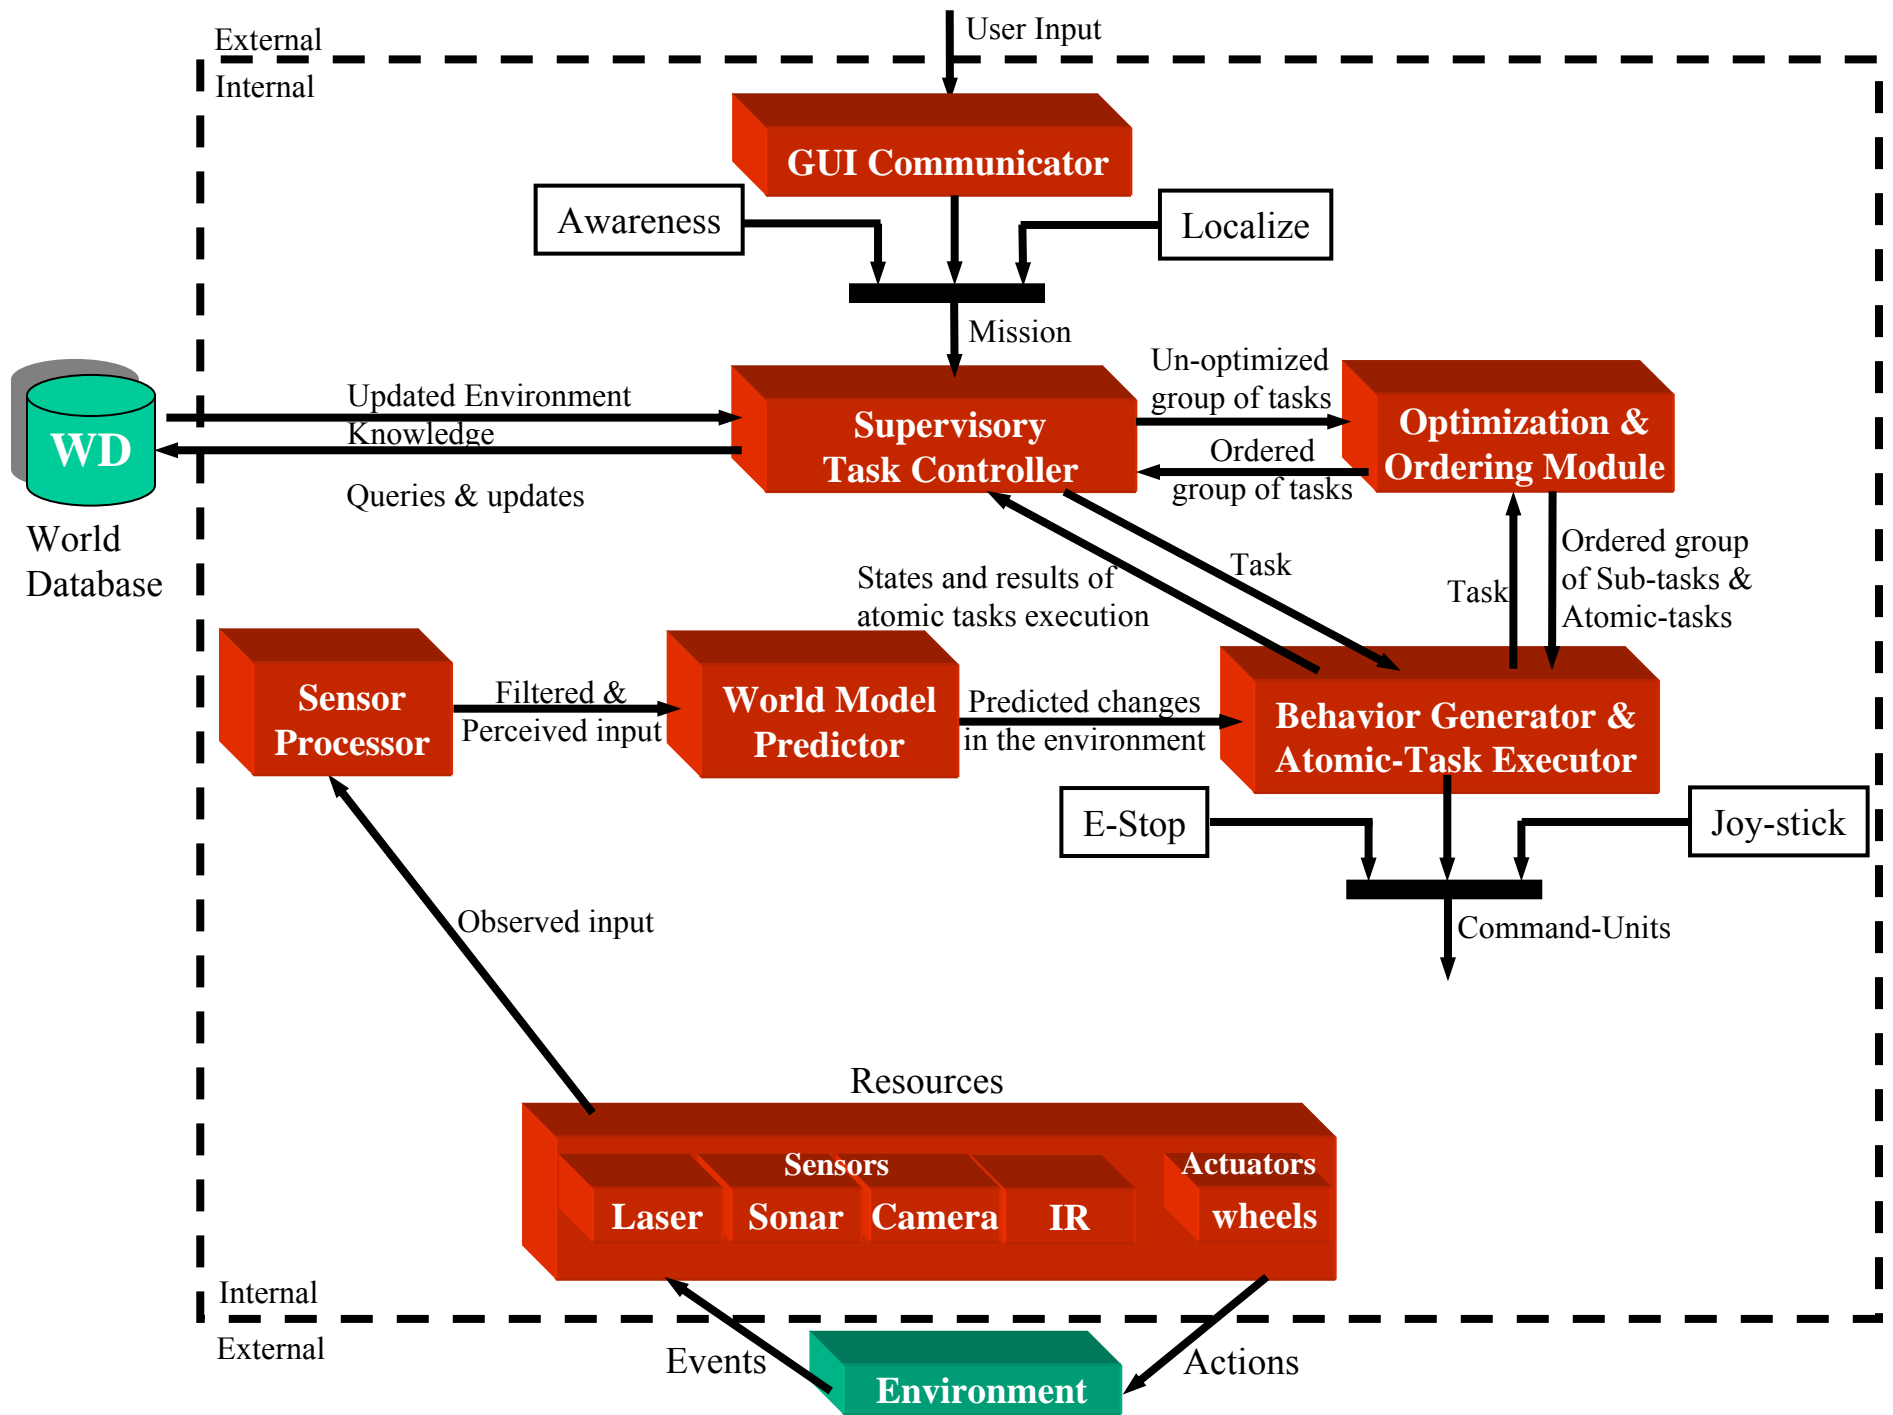 User Input
External
Internal
GUI Communicator
Awareness
Localize
Mission
Un-optimized
group of tasks
Updated Environment
Knowledge
Queries & updates
WD
World
Database
Supervisory
Task Controller
Ordered
group of tasks
Optimization &
Ordering Module
States and results of
atomic tasks execution
Task
Task
Ordered group
of Sub-tasks &
Atomic-tasks
Sensor
Processor
Filtered &
Perceived input
World Model
Predictor
Predicted changes
in the environment
Behavior Generator &
Atomic-Task Executor
E-Stop
Joy-stick
Observed input
Command-Units
Resources
Sensors
Actuators
Laser
Sonar
Camera
IR
wheels
Internal
External
Events
Actions
Environment